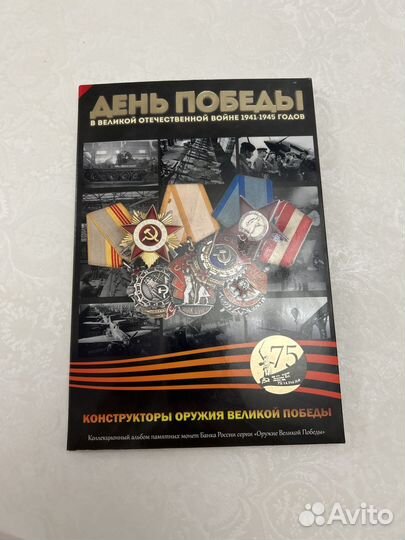 ДЕНЬ ПОБЕДЫ
В ВЕЛИКОЙ ОТЕЧЕСТВЕННОЙ ВОЙНЕ 1941-1945 ГОДОВ
75
КОНСТРУКТОРЫ ОРУЖИЯ ВЕЛИКОЙ ПОБЕДЫ
Коллекционный альбом памятных монет Банка России серии «Оружие Великой Победы»
Avito